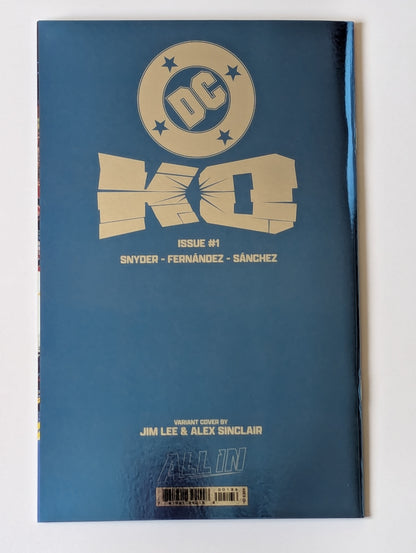 DC
KO
ISSUE #1
SNYDER - FERNÁNDEZ - SÁNCHEZ
VARIANT COVER BY
JIM LEE & ALEX SINCLAIR
ALL IN